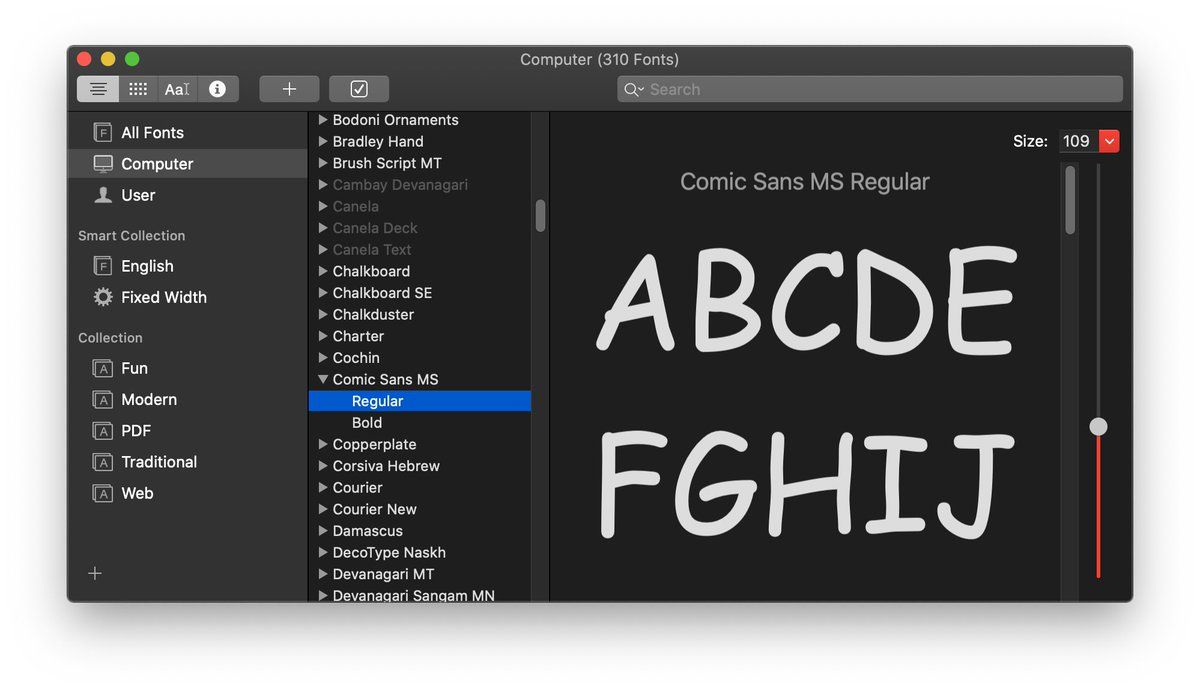 Computer (310 Fonts)
Aa
Search
All Fonts
Computer
User
Smart Collection
English
Fixed Width
Collection
Fun
Modern
PDF
Traditional
Web
Bodoni Ornaments
Bradley Hand
Brush Script MT
Cambay Devanagari
Canela
Canela Deck
Canela Text
Chalkboard
Chalkboard SE
Chalkduster
Charter
Cochin
Comic Sans MS
Regular
Bold
Copperplate
Corsiva Hebrew
Courier
Courier New
Damascus
DecoType Naskh
Devanagari MT
Devanagari Sangam MN
Size: 109
Comic Sans MS Regular
ABCDE
FGHIJ